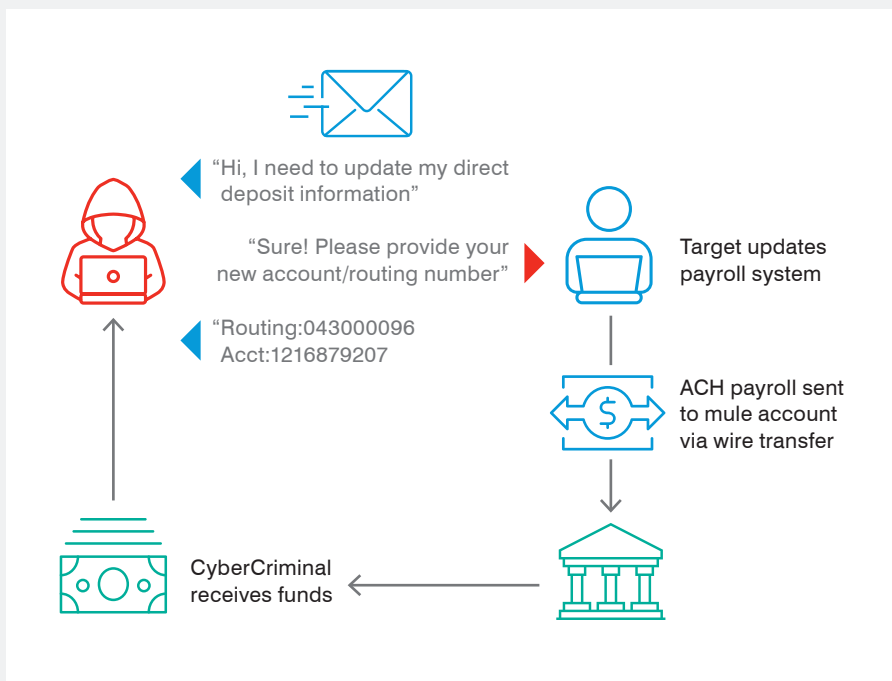 “Hi, I need to update my direct
deposit information”
“Sure! Please provide your
new account/routing number”
“Routing:043000096
Acct:1216879207
Target updates
payroll system
ACH payroll sent
to mule account
via wire transfer
CyberCriminal
receives funds